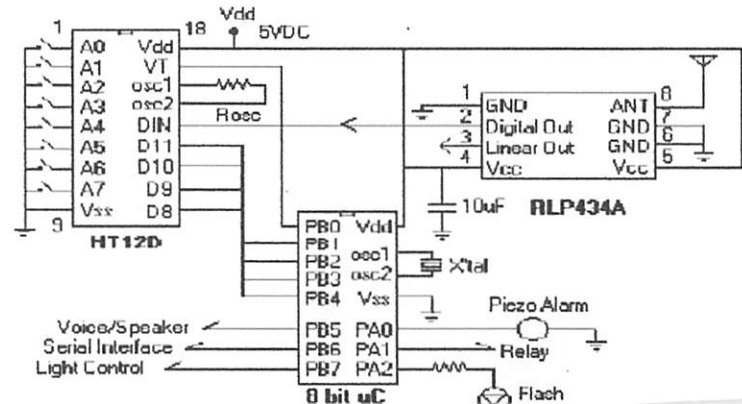 Vdd
5VDC
1
18
A0 Vdd
A1 VT
A2 osc1
A3 osc2
Rosc
A4 DIN
A5 D11
A6 D10
A7 D9
Vss D8
9
HT12D
1 GND ANT 8
2 Digital Out GND 7
3 Linear Out GND 6
4 Vcc Vcc 5
10uF
RLP434A
PB0 Vdd
PB1
PB2 osc1
PB3 osc2
X'tal
PB4 Vss
PB5 PA0
PB6 PA1
PB7 PA2
8 bit uC
Voice/Speaker
Serial Interface
Light Control
Piezo Alarm
Relay
Flash